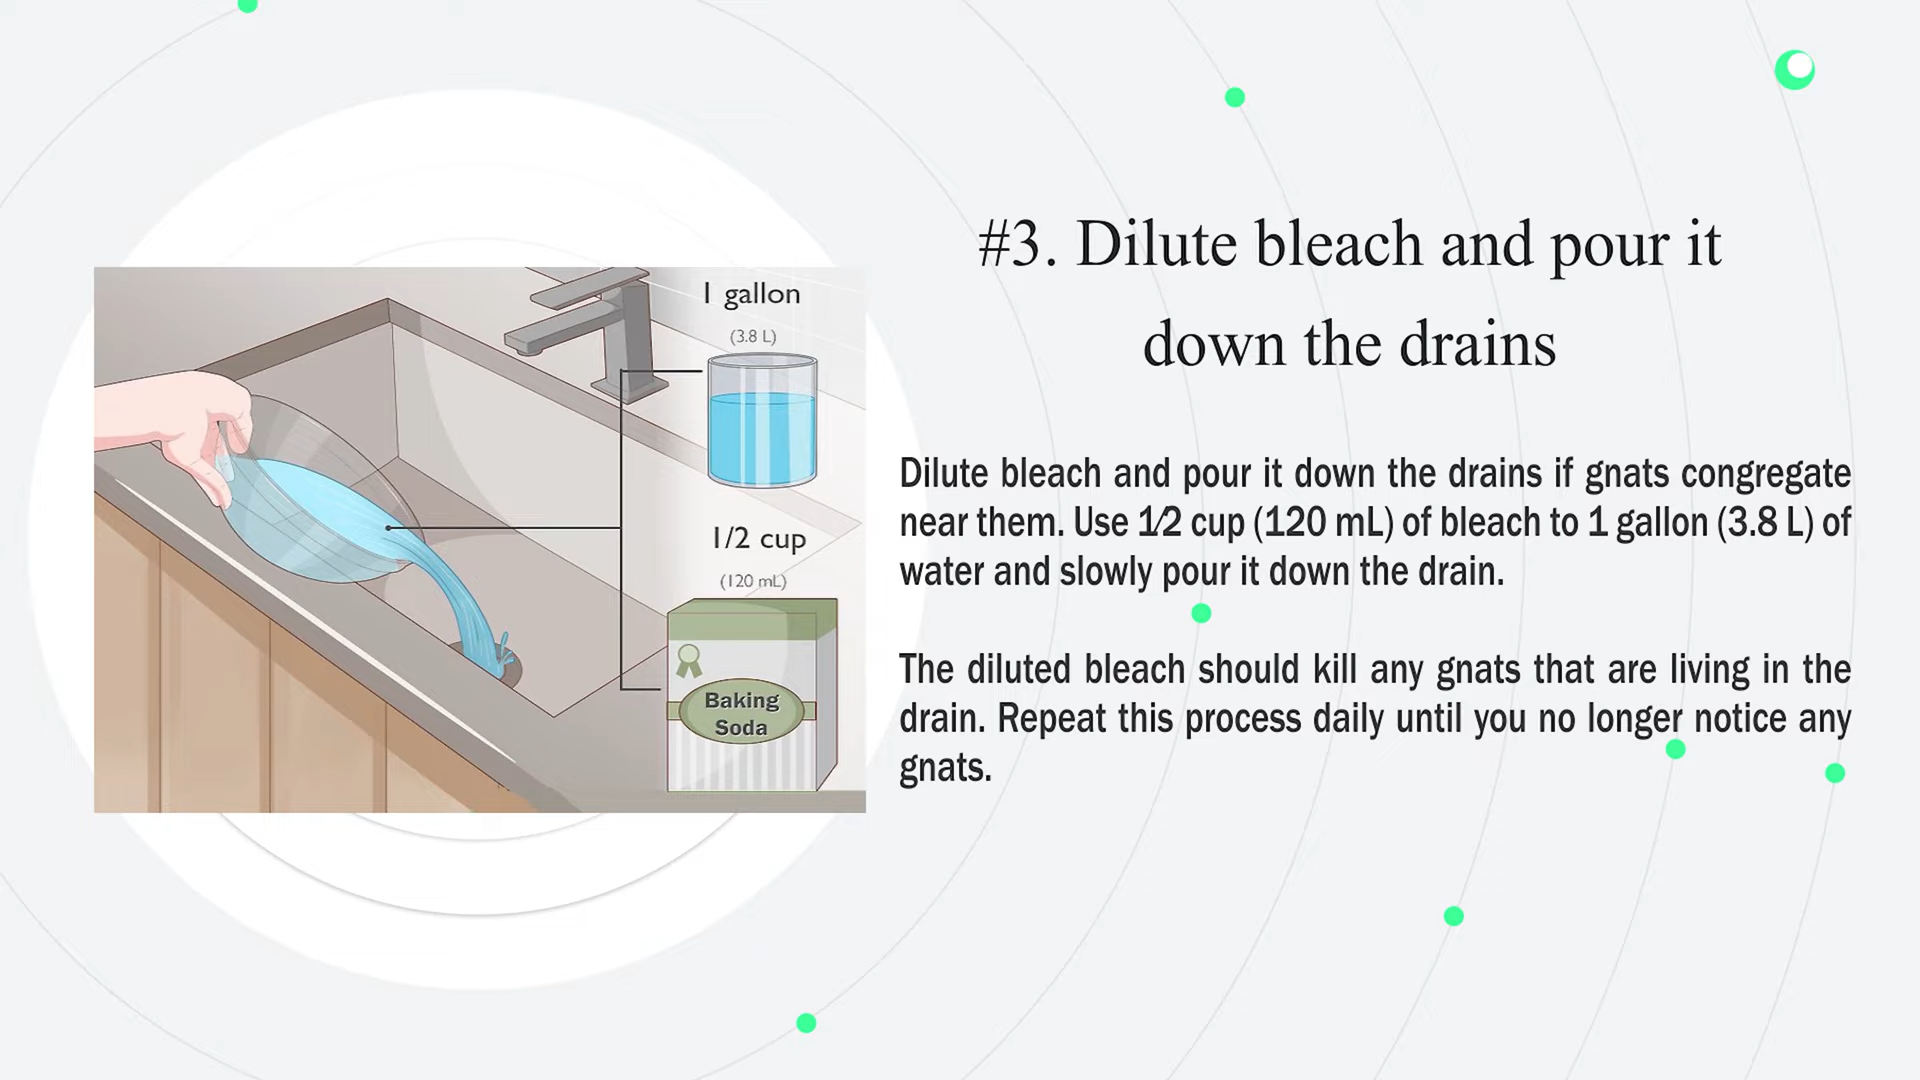 #3. Dilute bleach and pour it
down the drains
1 gallon
(3.8 L)
1/2 cup
(120 mL)
Baking
Soda
Dilute bleach and pour it down the drains if gnats congregate
near them. Use 1⁄2 cup (120 mL) of bleach to 1 gallon (3.8 L) of
water and slowly pour it down the drain.
The diluted bleach should kill any gnats that are living in the
drain. Repeat this process daily until you no longer notice any
gnats.